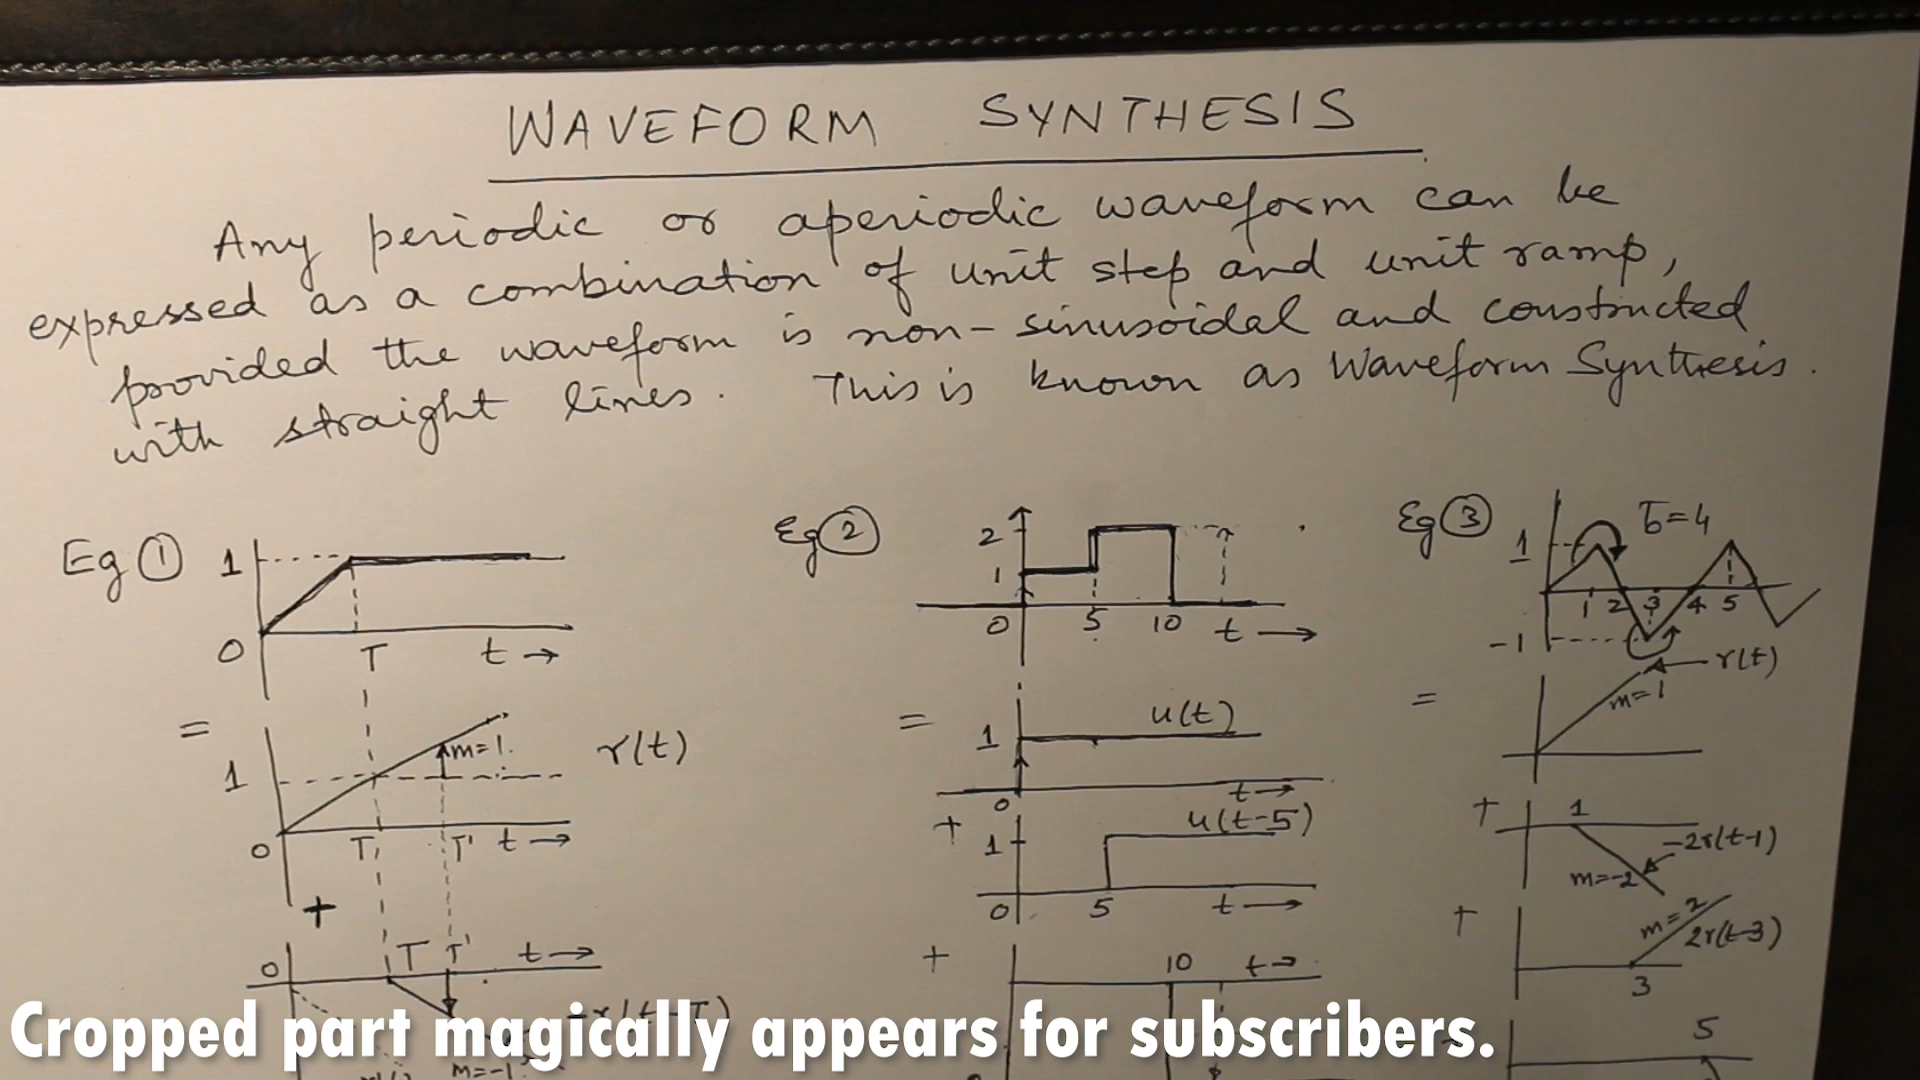 WAVEFORM SYNTHESIS
Any periodic or aperiodic waveform can be
expressed as a combination of unit step and unit ramp,
provided the waveform is non-sinusoidal and constructed
with straight lines. This is known as Waveform Synthesis.
Eg 1
1
0
T
t →
=
1
m=1.
r(t)
0
T
T'
t →
+
0
T
T'
t →
m=-1
Eg 2
2
1
0
5
10
t →
=
1
u(t)
0
t →
+
1
u(t-5)
0
5
t →
+
10
t →
Eg 3
1
-1
1
2
3
4
5
=
r(t)
m=1
+
1
-2r(t-1)
m=-2
+
m=2
2r(t-3)
3
5
Cropped part magically appears for subscribers.